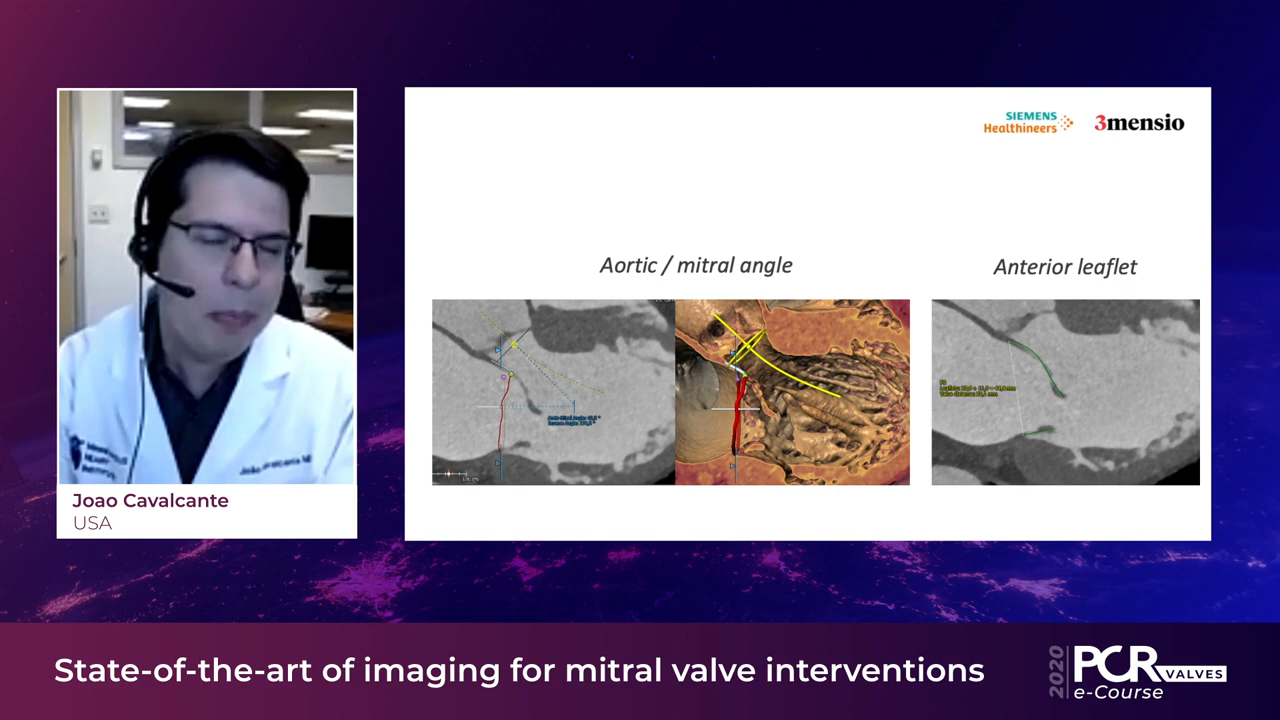 SIEMENS
Healthineers
3mensio
Aortic / mitral angle
Anterior leaflet
Joao Cavalcante
USA
State-of-the-art of imaging for mitral valve interventions
2020
PCR
VALVES
e-Course